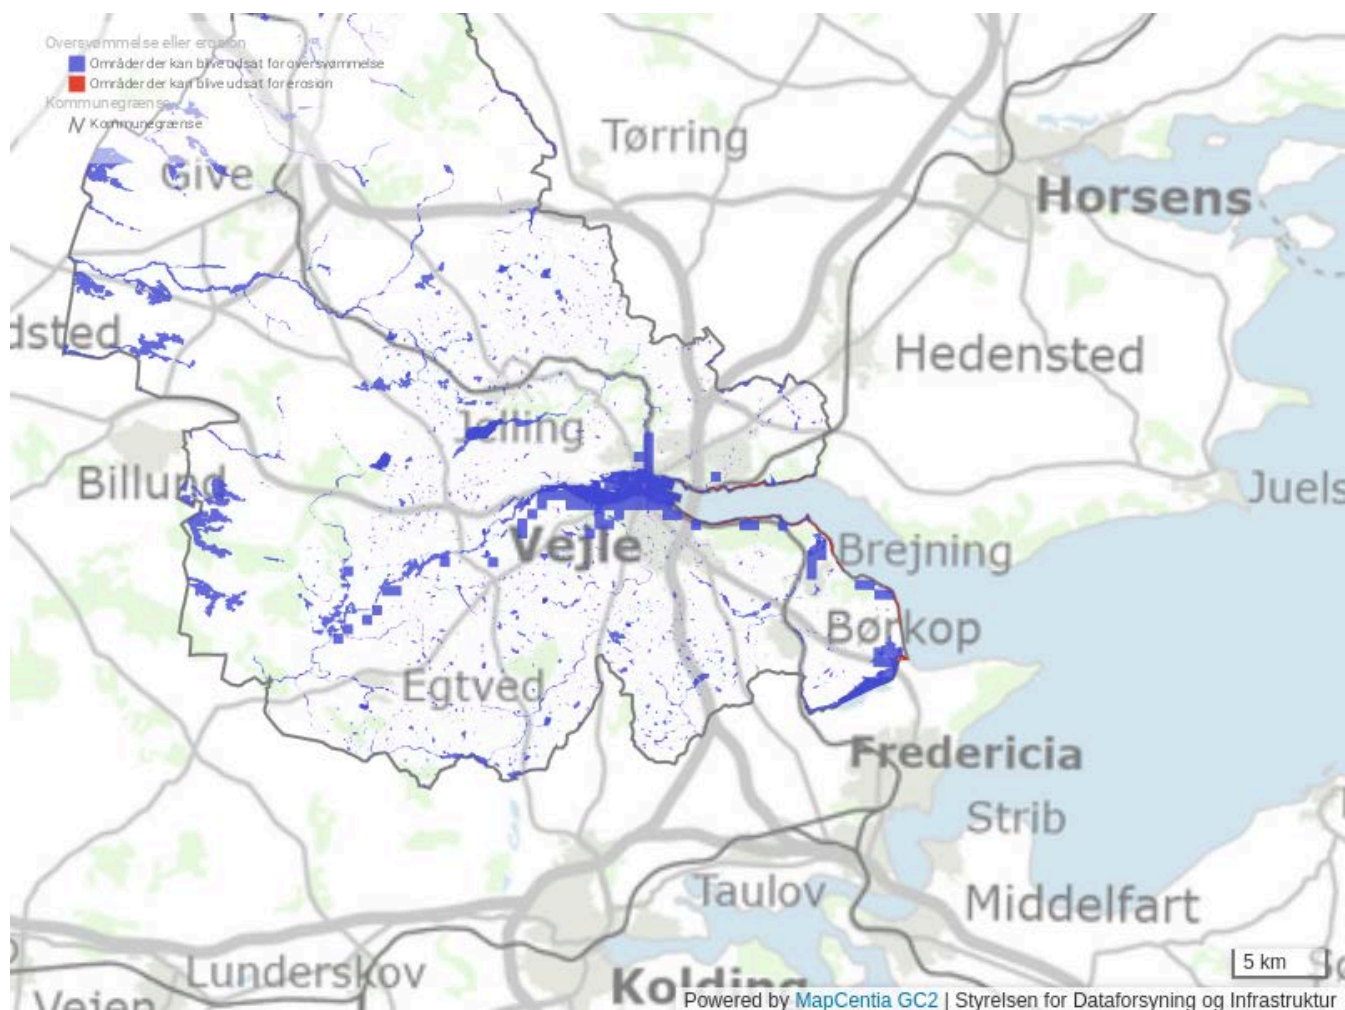 Oversvømmelse eller erosion
Områder der kan blive udsat for oversvømmelse
Områder der kan blive udsat for erosion
Kommunegrænse
Kommunegrænse
Tørring
Give
Horsens
dsted
Hedensted
Jelling
Billund
Juels
Vejle
Brejning
Børkop
Egtved
Fredericia
Strib
Taulov
Middelfart
Lunderskov
Kolding
Vejen
5 km
Powered by MapCentia GC2 | Styrelsen for Dataforsyning og Infrastruktur